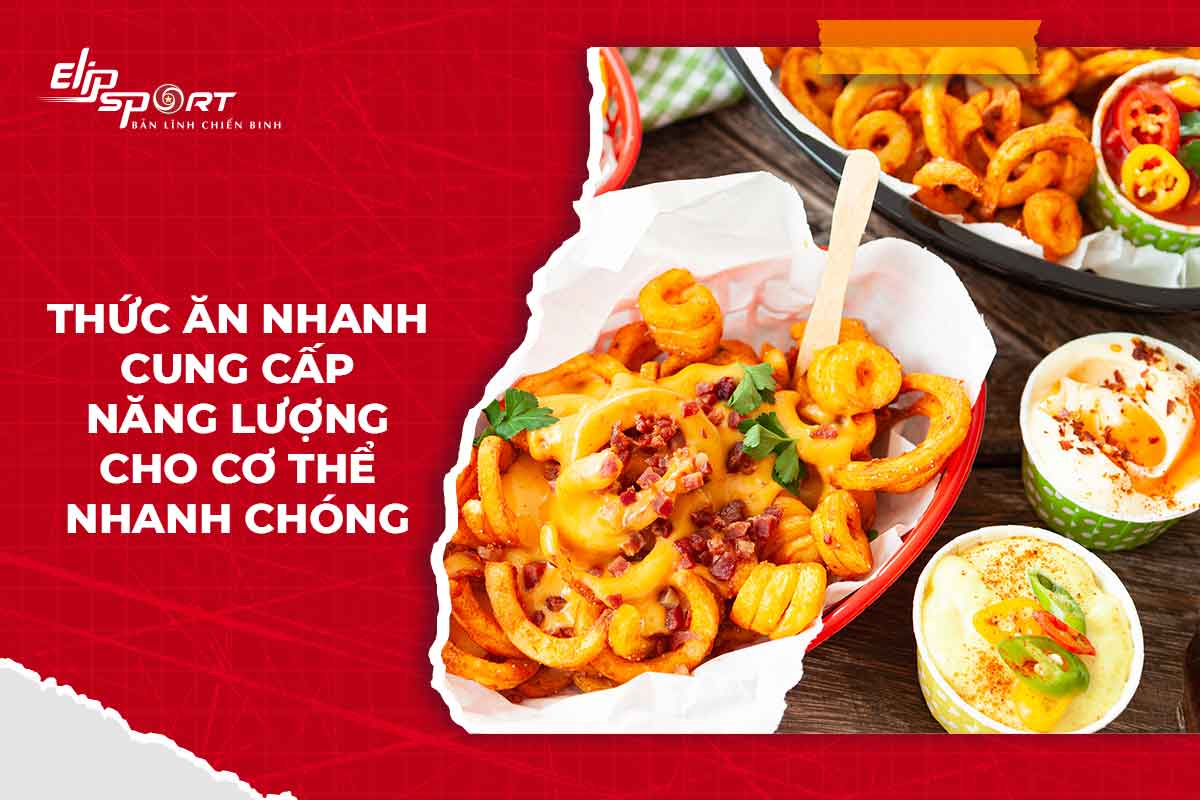 Elip
SPORT
BẢN LĨNH CHIẾN BINH
THỨC ĂN NHANH
CUNG CẤP
NĂNG LƯỢNG
CHO CƠ THỂ
NHANH CHÓNG